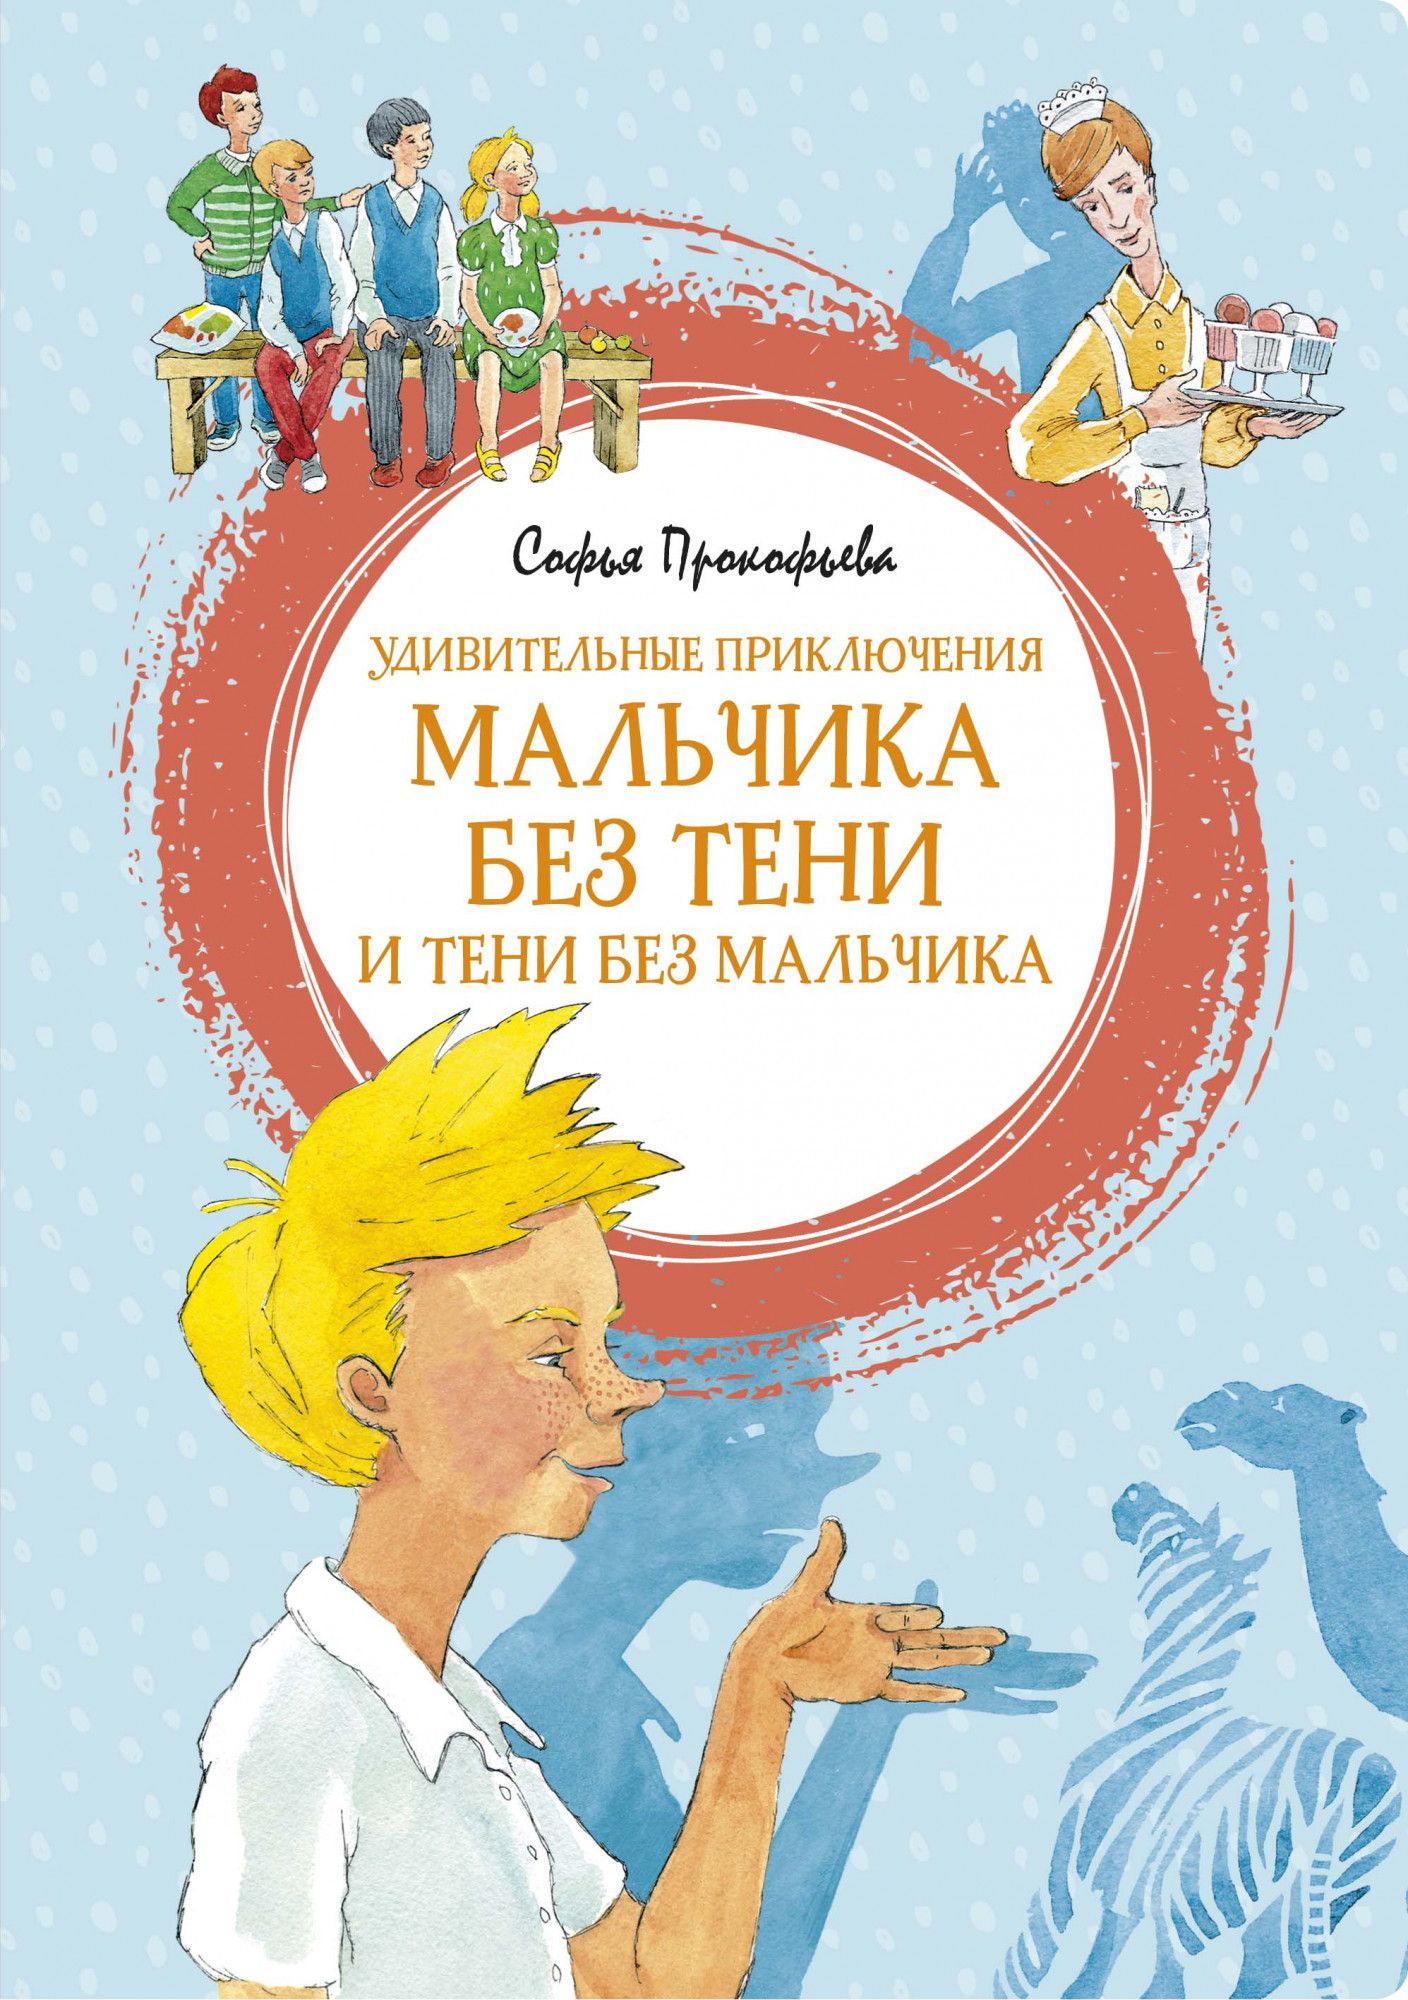 Софья Прокофьева
УДИВИТЕЛЬНЫЕ ПРИКЛЮЧЕНИЯ
МАЛЬЧИКА
БЕЗ ТЕНИ
И ТЕНИ БЕЗ МАЛЬЧИКА